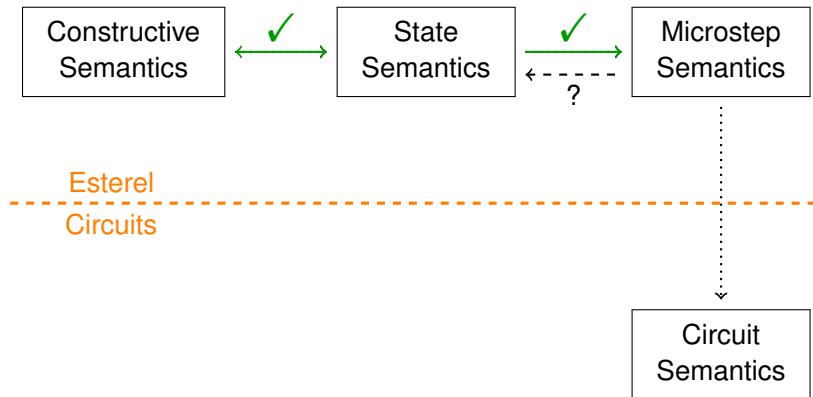 Constructive
Semantics
✓
State
Semantics
✓
?
Microstep
Semantics
Esterel
Circuits
Circuit
Semantics